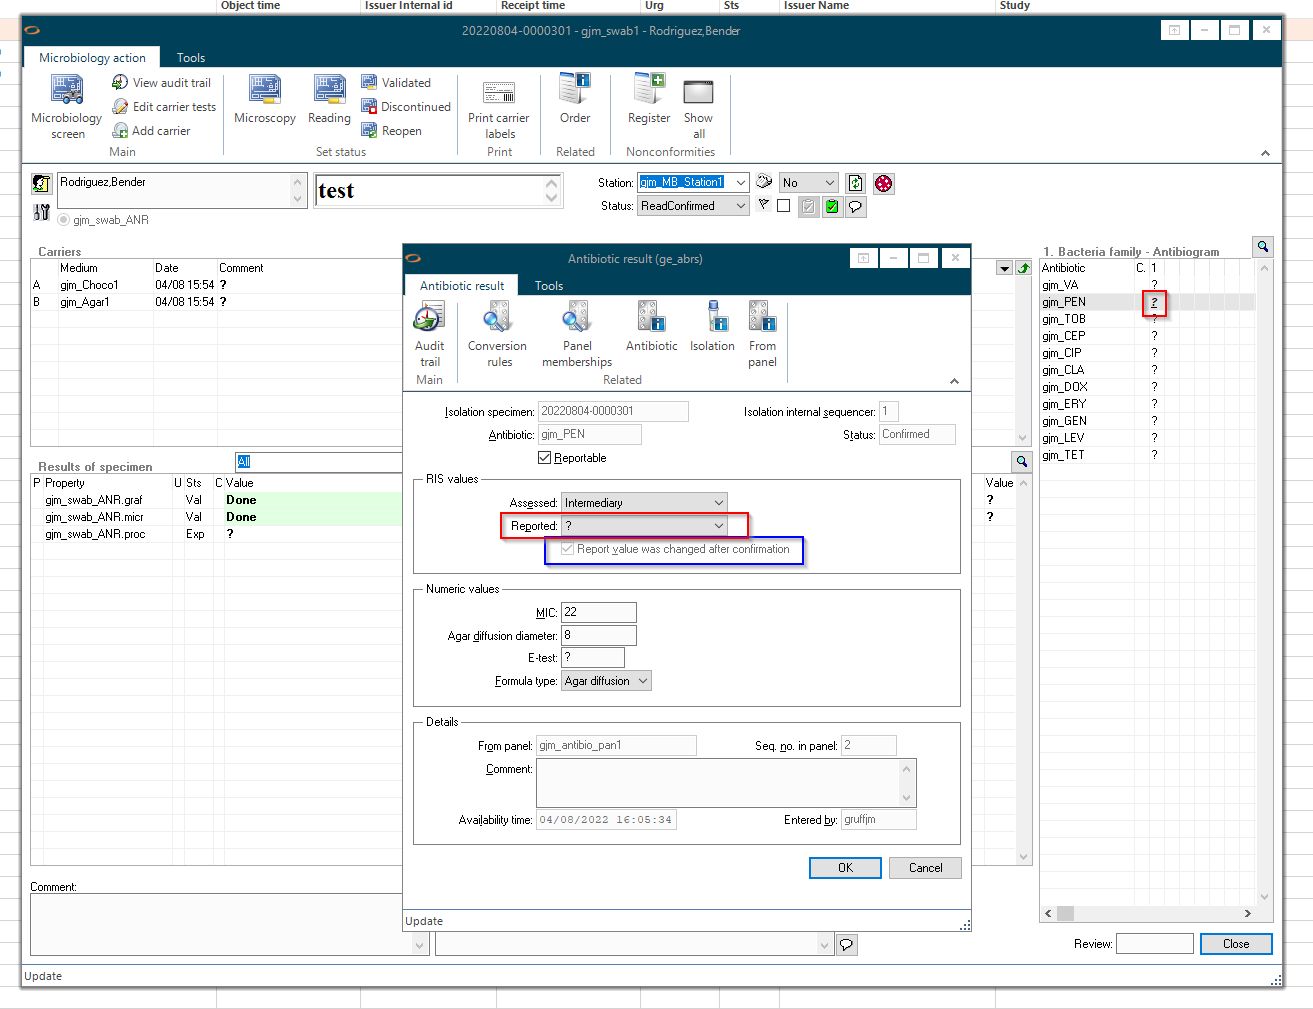 Object time Issuer Internal id Receipt time Urg Sts Issuer Name Study
20220804-0000301 - gjm_swab1 - Rodriguez,Bender
Microbiology action Tools
Microbiology screen
View audit trail
Edit carrier tests
Add carrier
Main
Microscopy
Reading
Validated
Discontinued
Reopen
Set status
Print carrier labels
Print
Order
Related
Register
Show all
Nonconformities
Rodriguez,Bender
test
gjm_swab_ANR
Station: gjm_MB_Station1 No
Status: ReadConfirmed
Carriers
Medium Date Comment
A gjm_Choco1 04/08 15:54 ?
B gjm_Agar1 04/08 15:54 ?
Results of specimen All
P Property U Sts C Value
gjm_swab_ANR.graf Val Done
gjm_swab_ANR.micr Val Done
gjm_swab_ANR.proc Exp ?
Value
?
?
Comment:
Antibiotic result (ge_abrs)
Antibiotic result Tools
Audit trail
Main
Conversion rules
Panel memberships
Antibiotic
Isolation
From panel
Related
Isolation specimen: 20220804-0000301 Isolation internal sequencer: 1
Antibiotic: gjm_PEN Status: Confirmed
Reportable
RIS values
Assessed: Intermediary
Reported: ?
Report value was changed after confirmation
Numeric values
MIC: 22
Agar diffusion diameter: 8
E-test: ?
Formula type: Agar diffusion
Details
From panel: gjm_antibio_pan1 Seq. no. in panel: 2
Comment:
Availability time: 04/08/2022 16:05:34 Entered by: gruffjm
OK Cancel
Update
1. Bacteria family - Antibiogram
Antibiotic C. 1
gjm_VA ?
gjm_PEN ?
gjm_TOB ?
gjm_CEP ?
gjm_CIP ?
gjm_CLA ?
gjm_DOX ?
gjm_ERY ?
gjm_GEN ?
gjm_LEV ?
gjm_TET ?
Review: Close
Update